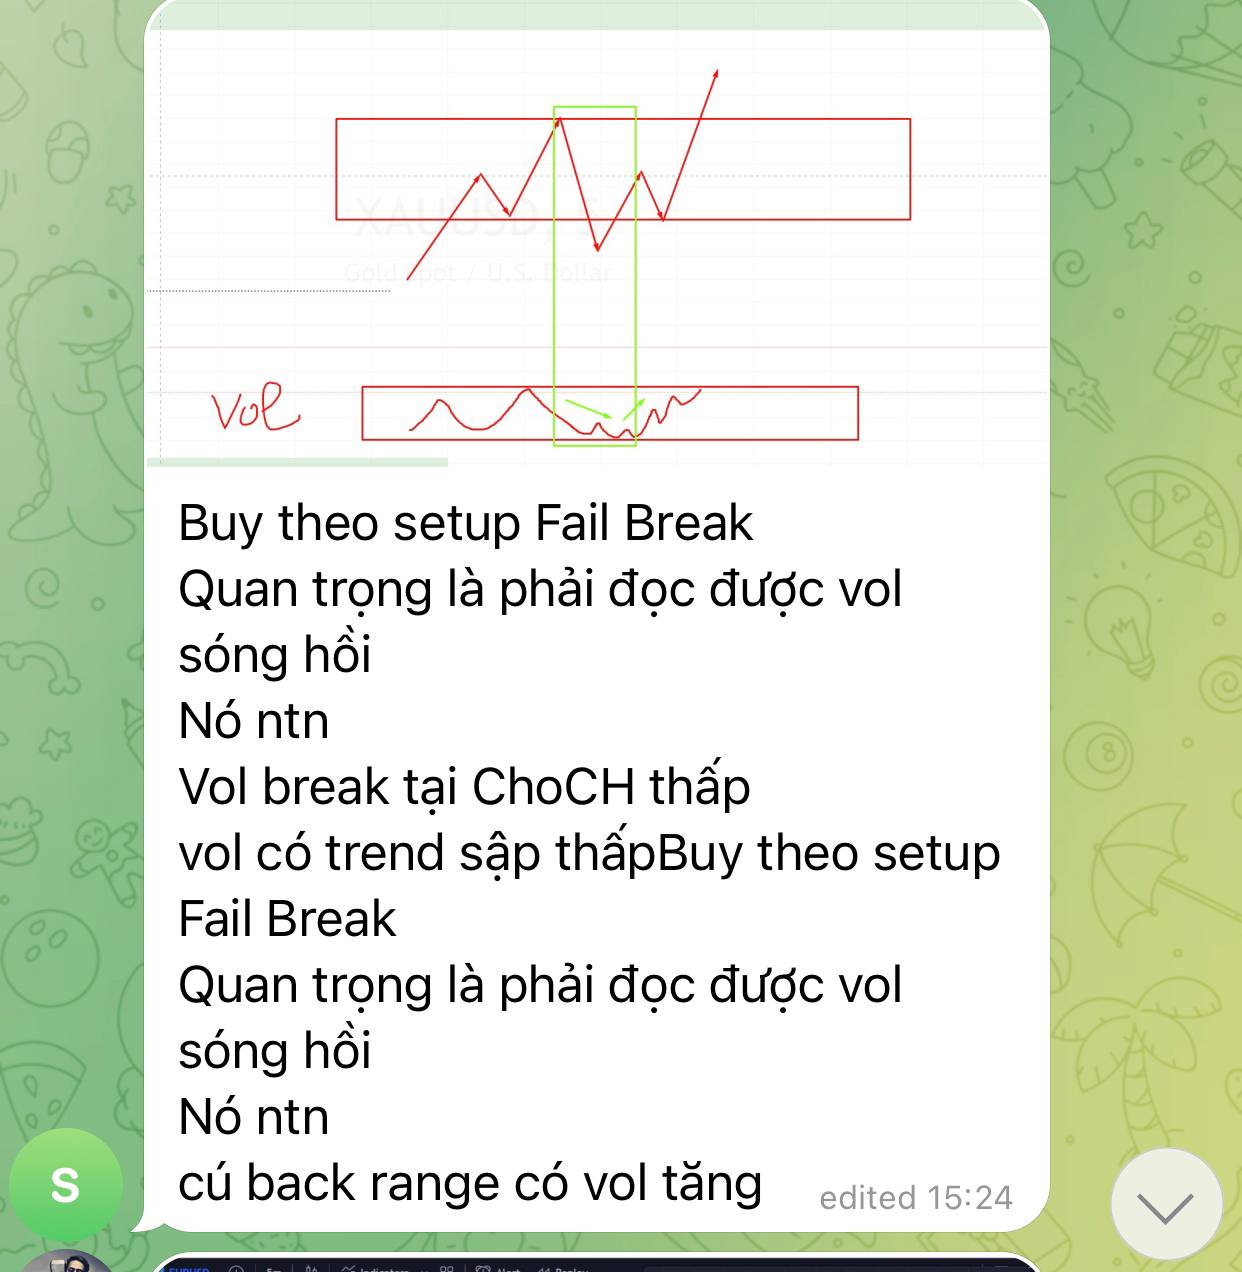 XAUUSD, 5
Gold Spot / U.S. Dollar
Vol
Buy theo setup Fail Break
Quan trọng là phải đọc được vol
sóng hồi
Nó ntn
Vol break tại ChoCH thấp
vol có trend sập thấpBuy theo setup
Fail Break
Quan trọng là phải đọc được vol
sóng hồi
Nó ntn
cú back range có vol tăng
edited 15:24
S
8